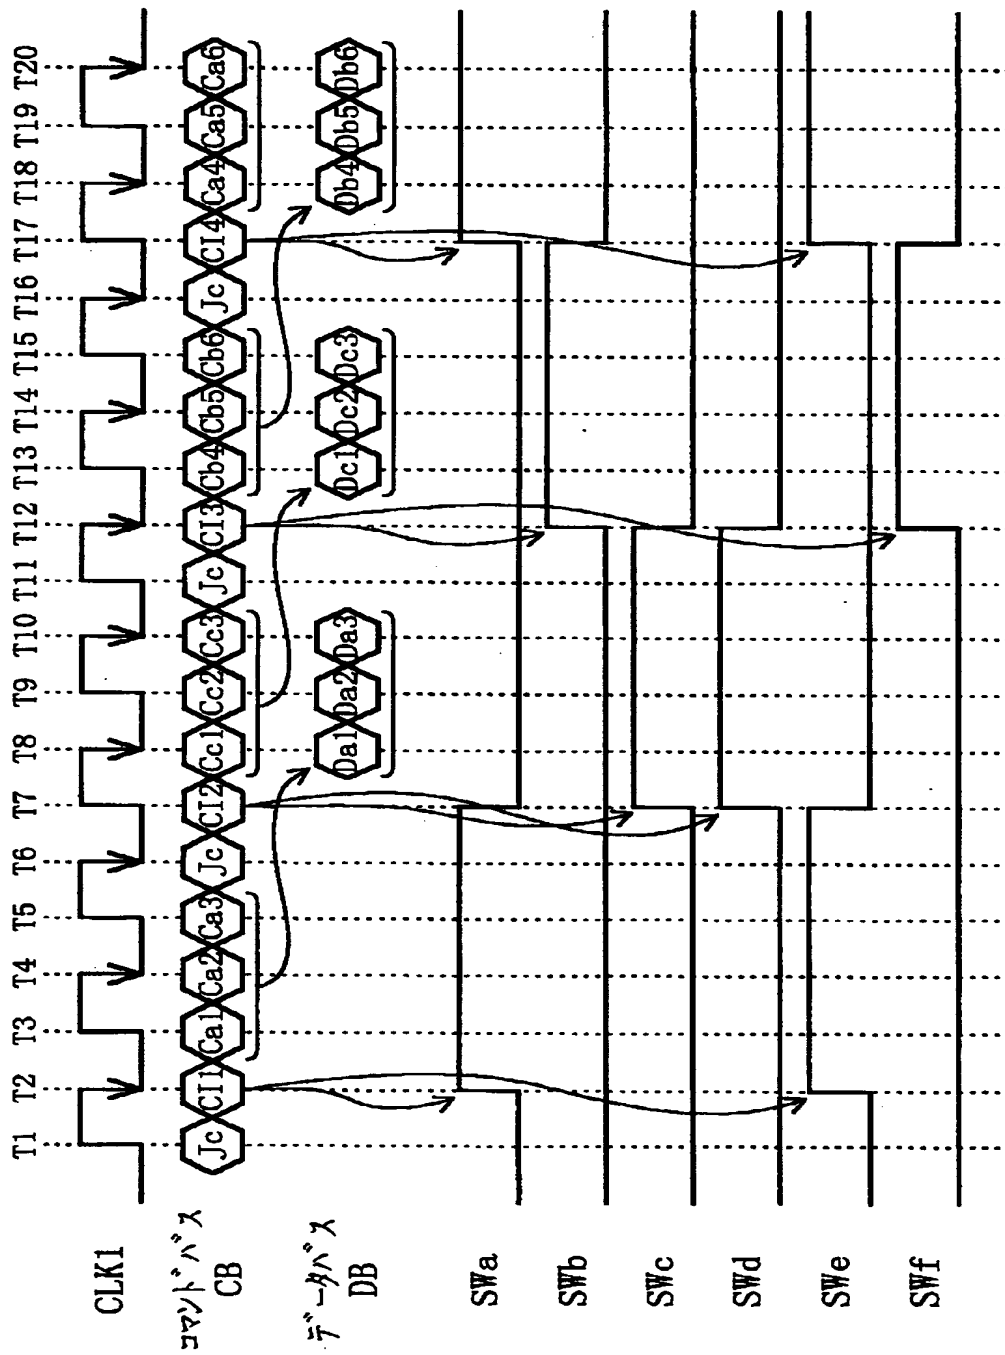 T1 T2 T3 T4 T5 T6 T7 T8 T9 T10 T11 T12 T13 T14 T15 T16 T17 T18 T19 T20
CLK1
コマンドバス
CB
Jc CI1 Ca1 Ca2 Ca3 Jc CI2 Cc1 Cc2 Cc3 Jc CI3 Cb4 Cb5 Cb6 Jc CI4 Ca4 Ca5 Ca6
データバス
DB
Da1 Da2 Da3 Dc1 Dc2 Dc3 Db4 Db5 Db6
SWa
SWb
SWc
SWd
SWe
SWf